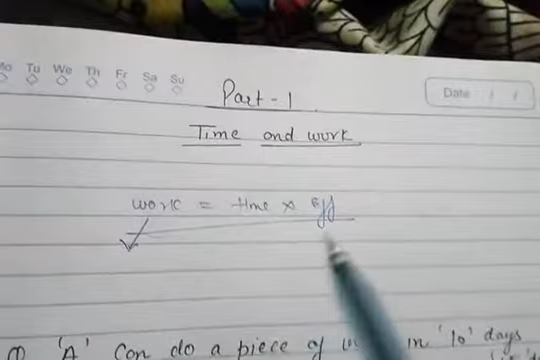 Mo Tu We Th Fr Sa Su
Date / /
Part-1
Time and work
work = time × Eff
① 'A' Can do a piece of in '10' days